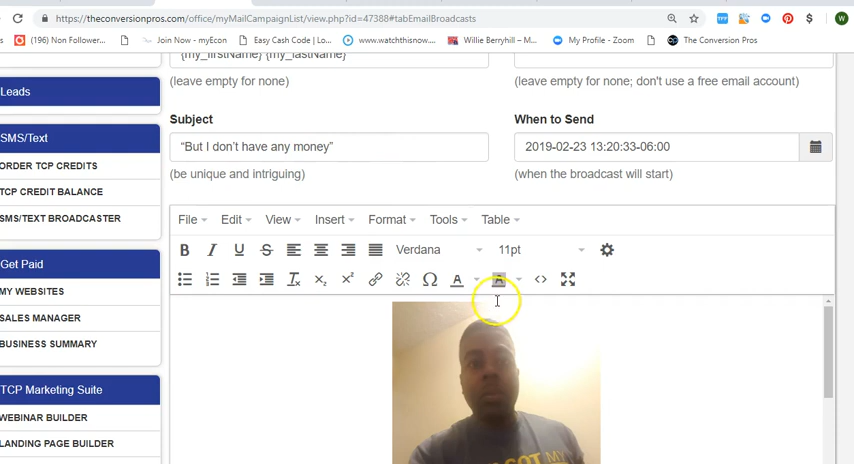 https://theconversionpros.com/office/myMailCampaignList/view.php?id=47388#tabEmailBroadcasts
(196) Non Follower...
Join Now - myEcon
Easy Cash Code | Lo...
www.watchthisnow....
Willie Berryhill – M...
My Profile - Zoom
The Conversion Pros
{my_firstName} {my_lastName}
(leave empty for none)
(leave empty for none; don't use a free email account)
Leads
SMS/Text
ORDER TCP CREDITS
TCP CREDIT BALANCE
SMS/TEXT BROADCASTER
Get Paid
MY WEBSITES
SALES MANAGER
BUSINESS SUMMARY
TCP Marketing Suite
WEBINAR BUILDER
LANDING PAGE BUILDER
Subject
When to Send
“But I don’t have any money”
2019-02-23 13:20:33-06:00
(be unique and intriguing)
(when the broadcast will start)
File Edit View Insert Format Tools Table
Verdana 11pt
GOT MY